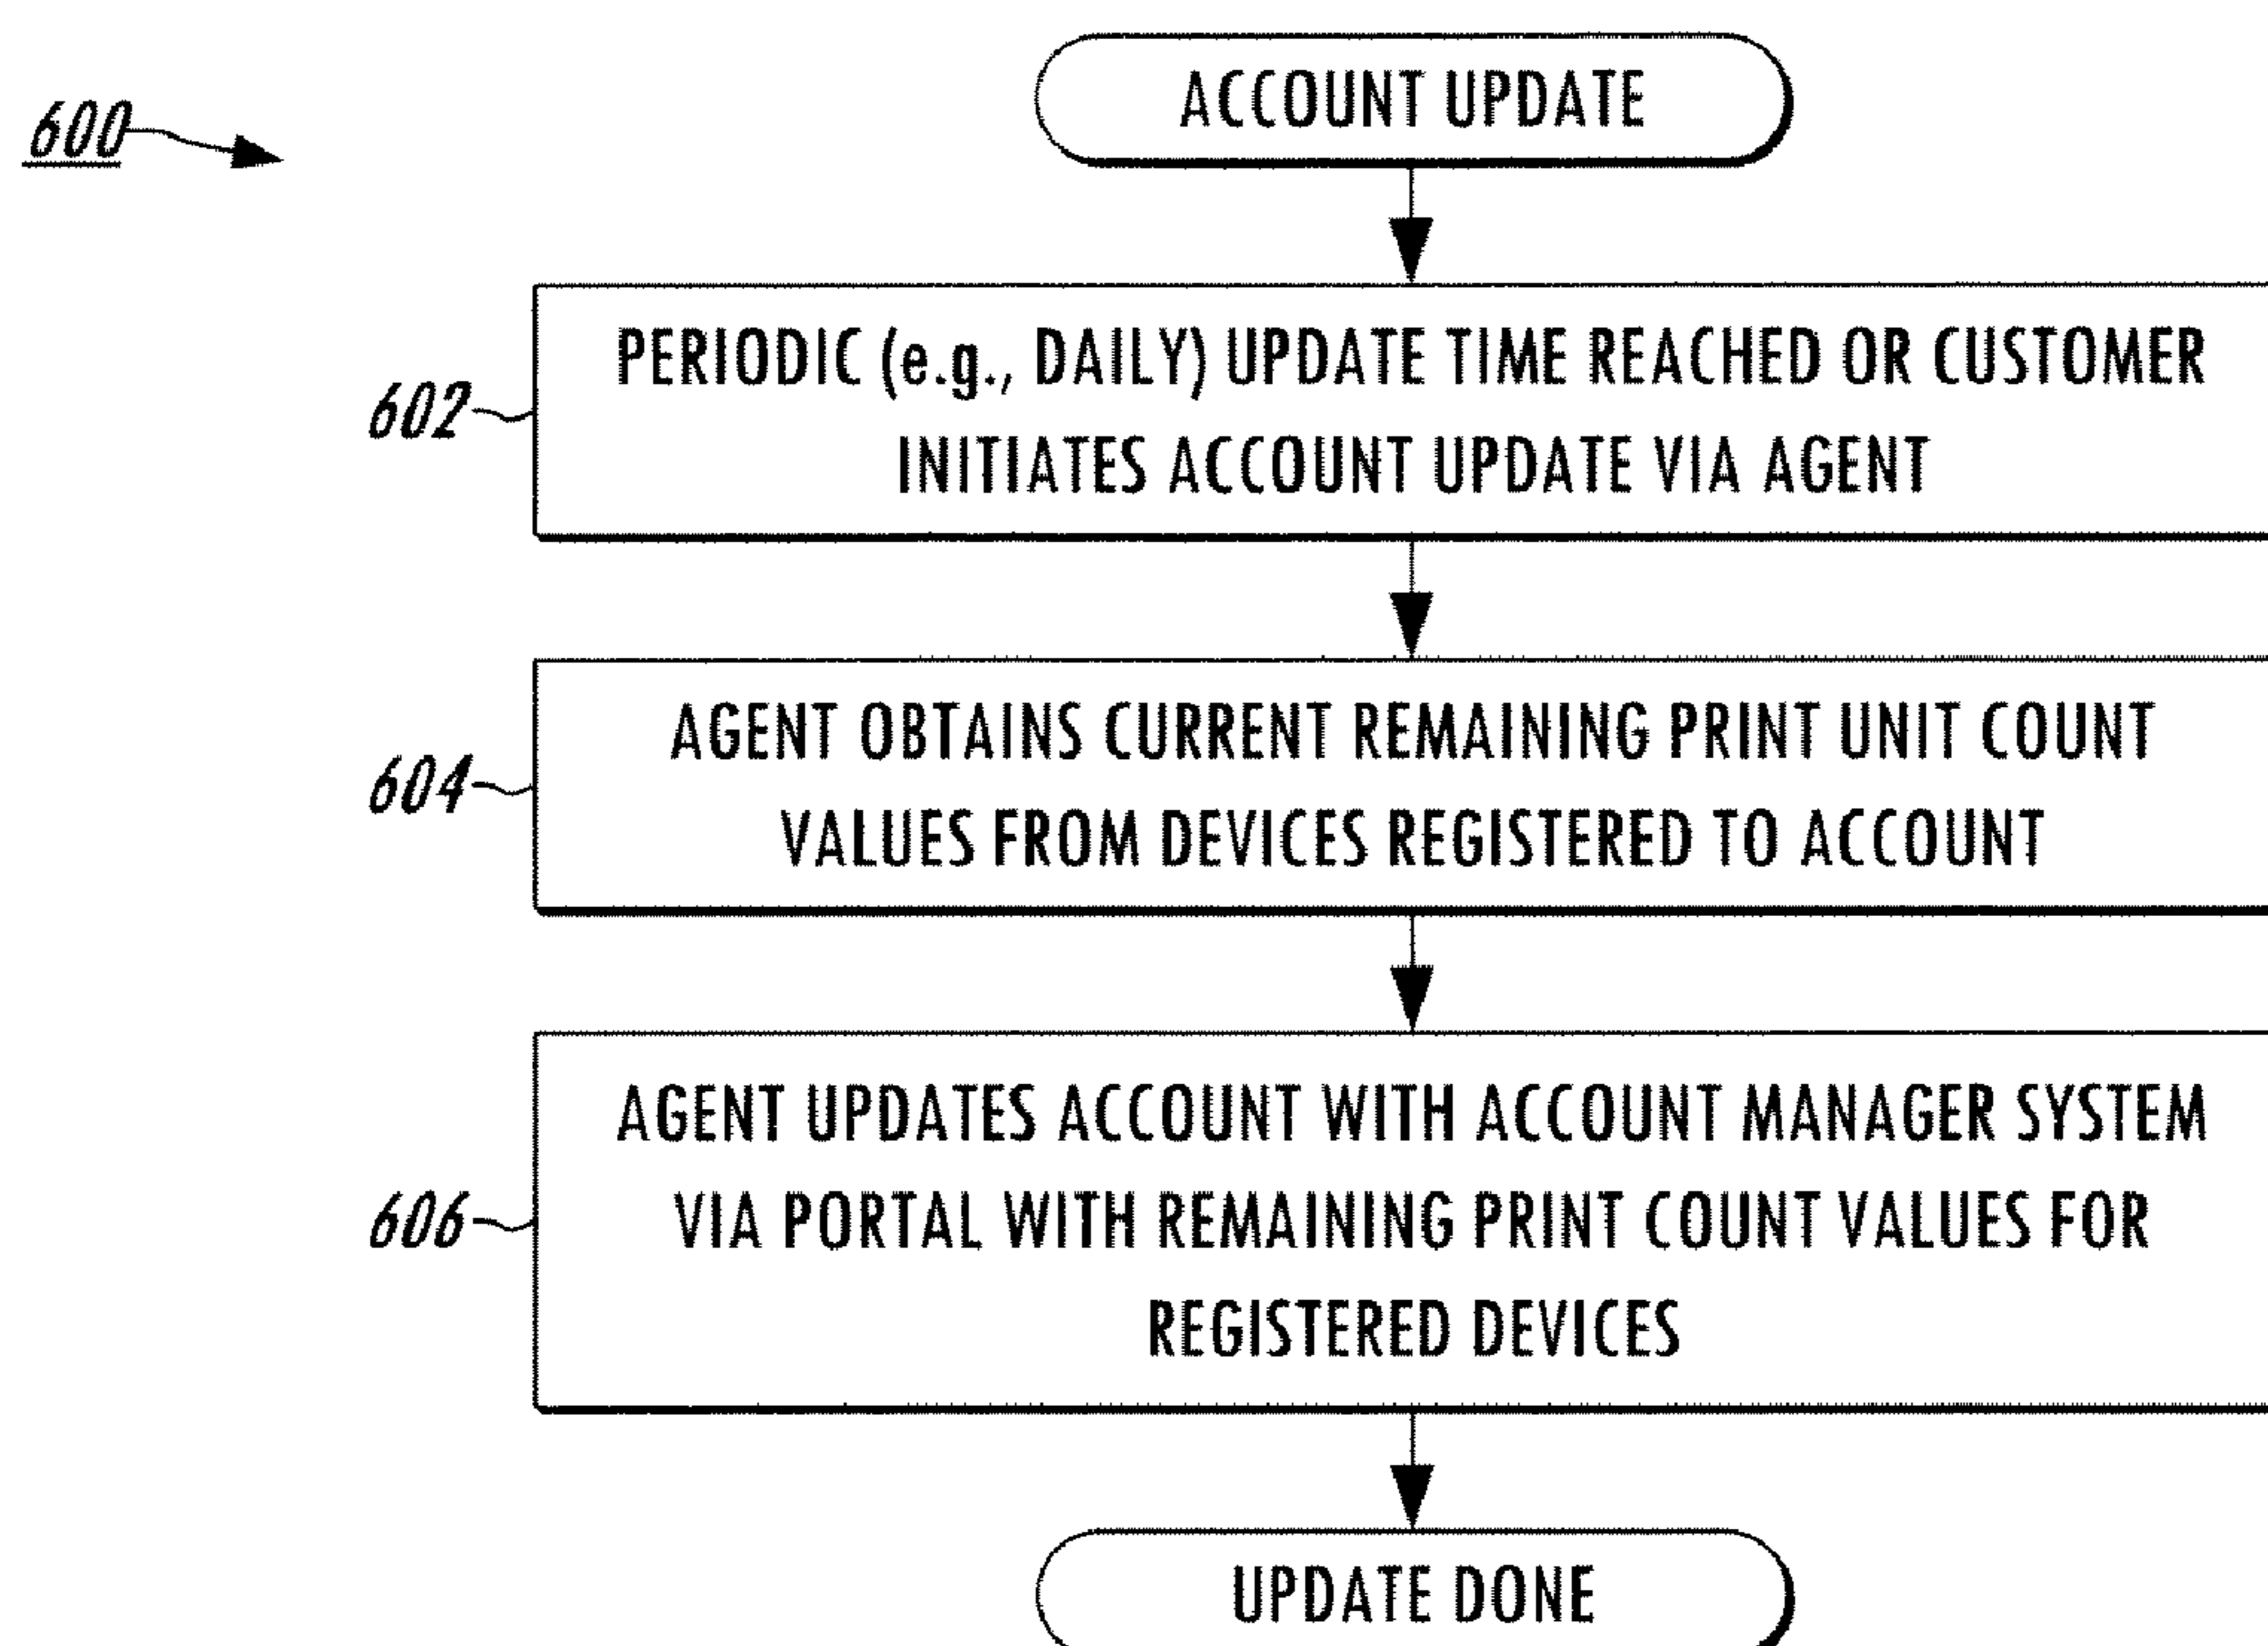 600
ACCOUNT UPDATE
602
PERIODIC (e.g., DAILY) UPDATE TIME REACHED OR CUSTOMER
INITIATES ACCOUNT UPDATE VIA AGENT
604
AGENT OBTAINS CURRENT REMAINING PRINT UNIT COUNT
VALUES FROM DEVICES REGISTERED TO ACCOUNT
606
AGENT UPDATES ACCOUNT WITH ACCOUNT MANAGER SYSTEM
VIA PORTAL WITH REMAINING PRINT COUNT VALUES FOR
REGISTERED DEVICES
UPDATE DONE